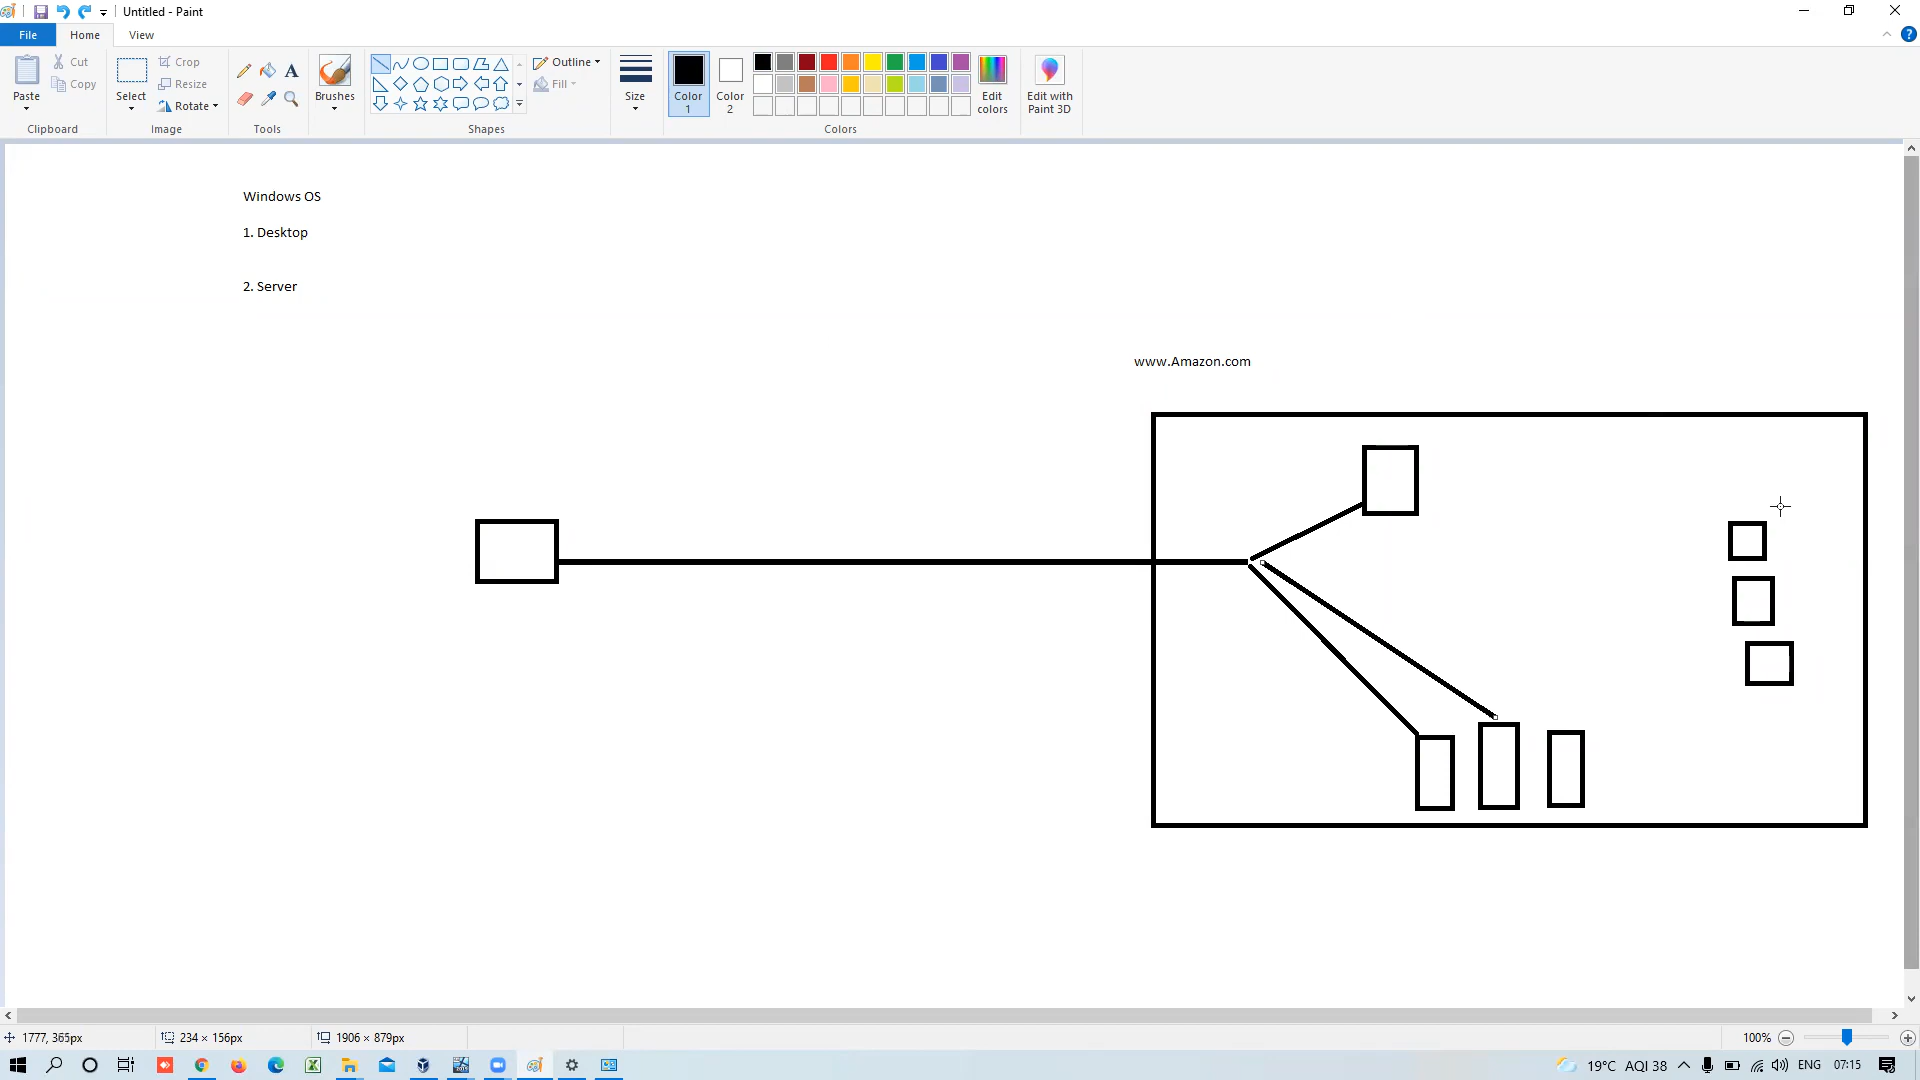 Untitled - Paint
File
Home
View
Paste
Cut
Copy
Clipboard
Select
Crop
Resize
Rotate
Image
A
Tools
Brushes
Shapes
Outline
Fill
Size
Color 1
Color 2
Edit colors
Colors
Edit with Paint 3D
Windows OS
1. Desktop
2. Server
www.Amazon.com
234 × 156px
1906 × 879px
100%
19°C AQI 38
ENG
07:15